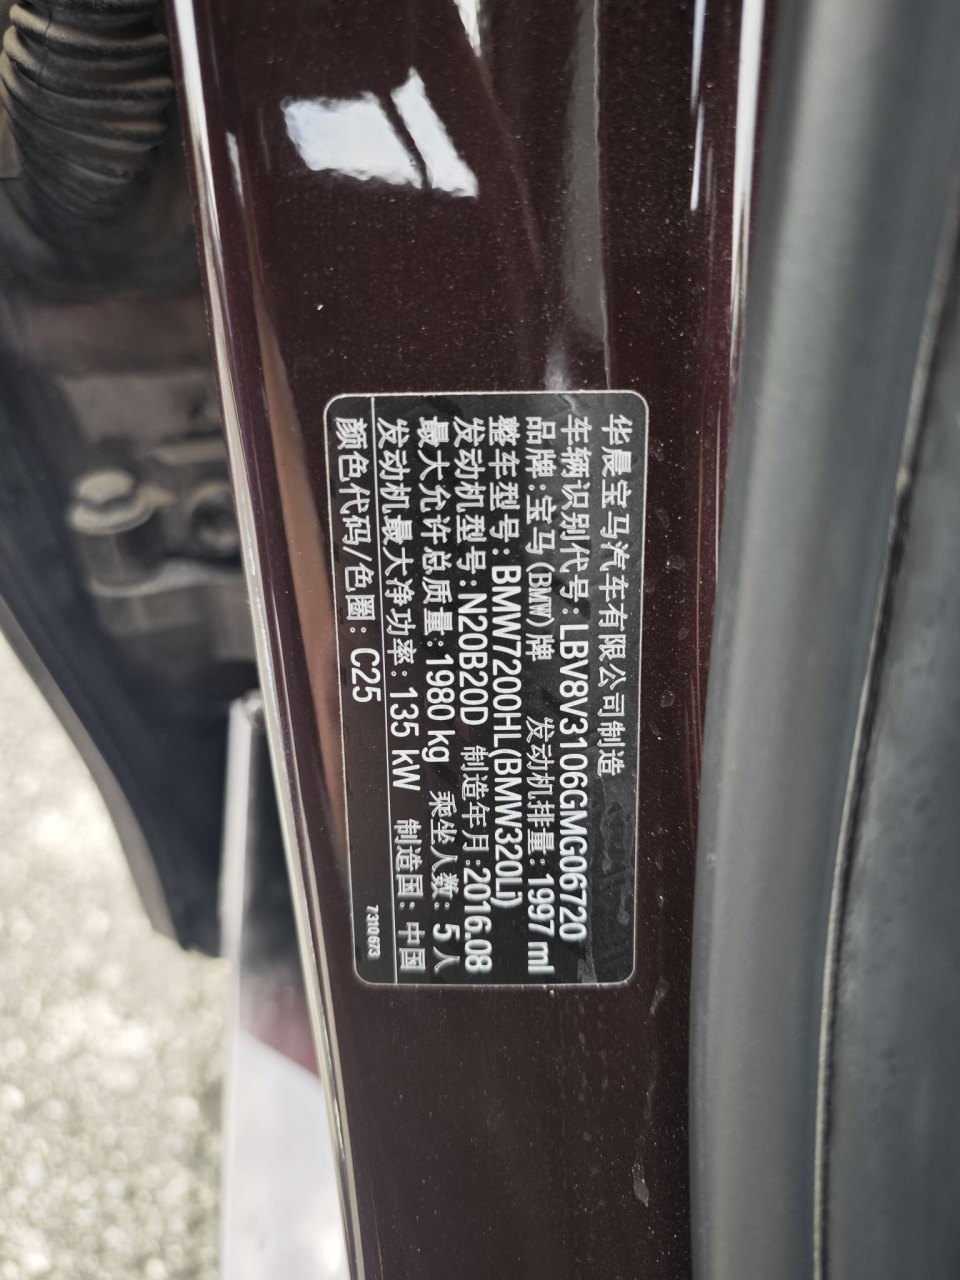 华晨宝马汽车有限公司制造
车辆识别代号:LBV8V3106GMG06720
品牌:宝马(BMW)牌 发动机排量:1997 ml
整车型号:BMW7200HL(BMW320Li)
发动机型号:N20B20D 制造年月:2016.08
最大允许总质量:1980 kg 乘坐人数:5人
发动机最大净功率:135 kW 制造国:中国
颜色代码/色圈:C25 7 310 673